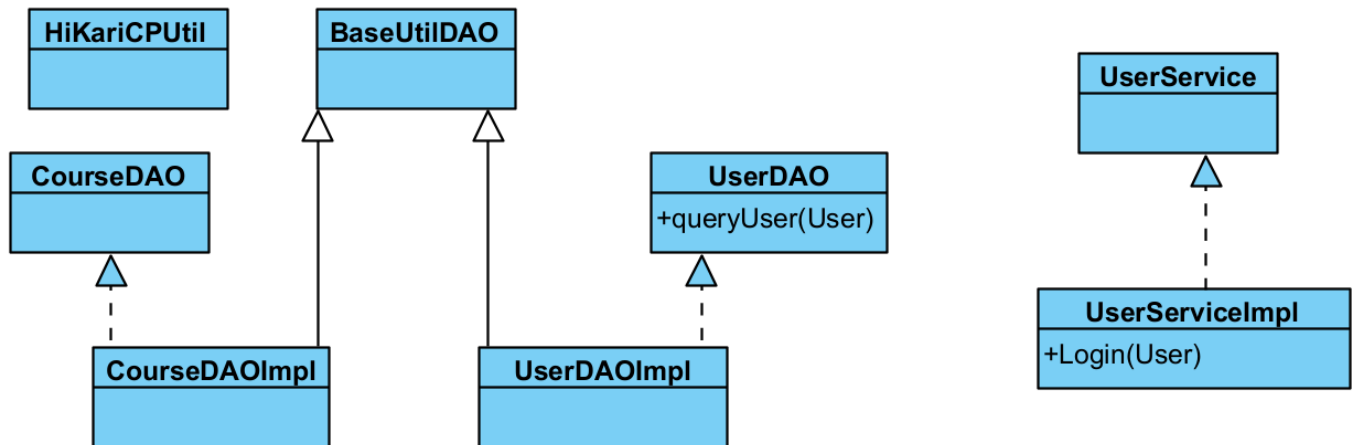 HiKariCPUtil
BaseUtilDAO
UserService
CourseDAO
UserDAO
+queryUser(User)
UserServiceImpl
+Login(User)
CourseDAOImpl
UserDAOImpl